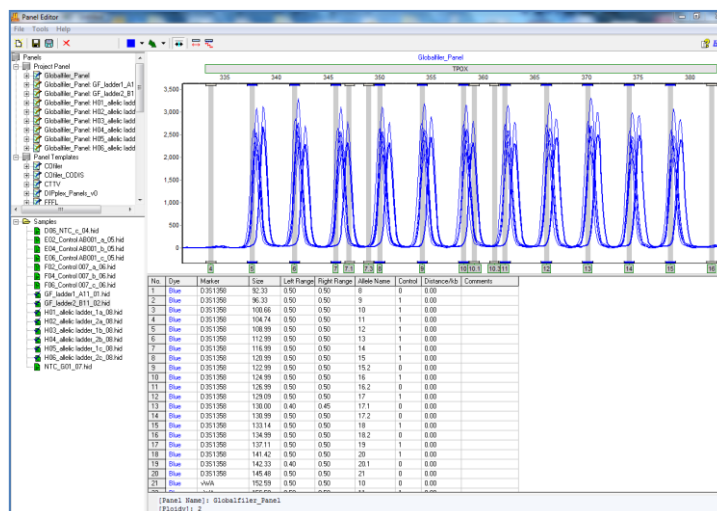 Panel Editor
File Tools Help
Panels
Project Panel
Globalfiler_Panel
Globalfiler_Panel: GF_ladder1_A1
Globalfiler_Panel: GF_ladder2_B1
Globalfiler_Panel: H01_allelic ladd
Globalfiler_Panel: H02_allelic ladd
Globalfiler_Panel: H03_allelic ladd
Globalfiler_Panel: H04_allelic ladd
Globalfiler_Panel: H05_allelic ladd
Globalfiler_Panel: H06_allelic ladd
Panel Templates
COfiler
COfiler_CODIS
CTTV
DIPplex_Panels_v0
FFFL
Samples
D06_NTC_c_04.hid
E02_Control AB001_a_05.hid
E04_Control AB001_b_05.hid
E06_Control AB001_c_05.hid
F02_Control 007_a_06.hid
F04_Control 007_b_06.hid
F06_Control 007_c_06.hid
GF_ladder1_A11_01.hid
GF_ladder2_B11_02.hid
H01_allelic ladder_1a_08.hid
H02_allelic ladder_2a_08.hid
H03_allelic ladder_1b_08.hid
H04_allelic ladder_2b_08.hid
H05_allelic ladder_1c_08.hid
H06_allelic ladder_2c_08.hid
NTC_G01_07.hid
Globalfiler_Panel
TPOX
335 340 345 350 355 360 365 370 375 380
3,500
3,000
2,500
2,000
1,500
1,000
500
0
4 5 6 7 7.1 7.3 8 9 10 10.1 10.3 11 12 13 14 15 16
No. Dye Marker Size Left Range Right Range Allele Name Control Distance/kb Comments
1 Blue D3S1358 92.33 0.50 0.50 8 0 0.00
2 Blue D3S1358 96.33 0.50 0.50 9 1 0.00
3 Blue D3S1358 100.66 0.50 0.50 10 1 0.00
4 Blue D3S1358 104.74 0.50 0.50 11 1 0.00
5 Blue D3S1358 108.99 0.50 0.50 12 1 0.00
6 Blue D3S1358 112.99 0.50 0.50 13 1 0.00
7 Blue D3S1358 116.99 0.50 0.50 14 1 0.00
8 Blue D3S1358 120.99 0.50 0.50 15 1 0.00
9 Blue D3S1358 122.99 0.50 0.50 15.2 0 0.00
10 Blue D3S1358 124.99 0.50 0.50 16 1 0.00
11 Blue D3S1358 126.99 0.50 0.50 16.2 0 0.00
12 Blue D3S1358 129.09 0.50 0.50 17 1 0.00
13 Blue D3S1358 130.00 0.40 0.45 17.1 0 0.00
14 Blue D3S1358 130.99 0.50 0.50 17.2 0 0.00
15 Blue D3S1358 133.14 0.50 0.50 18 1 0.00
16 Blue D3S1358 134.99 0.50 0.50 18.2 0 0.00
17 Blue D3S1358 137.11 0.50 0.50 19 1 0.00
18 Blue D3S1358 141.42 0.50 0.50 20 1 0.00
19 Blue D3S1358 142.33 0.40 0.50 20.1 0 0.00
20 Blue D3S1358 145.48 0.50 0.50 21 0 0.00
21 Blue vWA 152.59 0.50 0.50 10 0 0.00
[Panel Name]: Globalfiler_Panel
[Ploidy]: 2